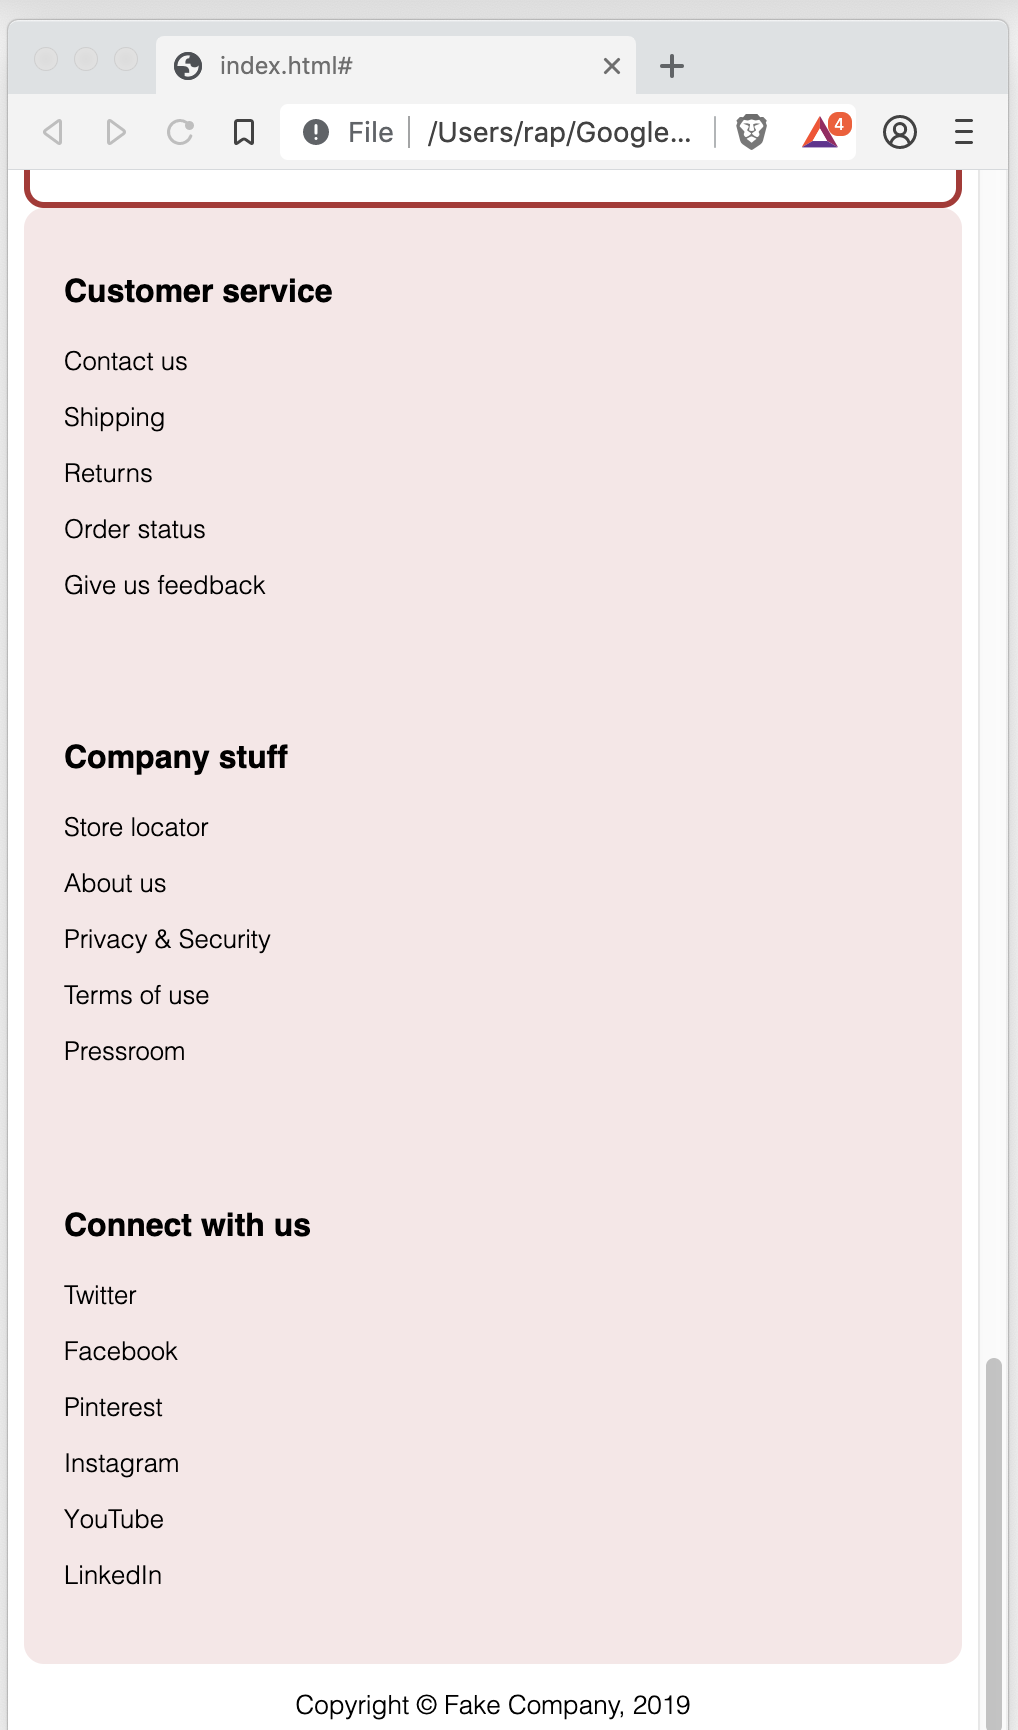 index.html#
File /Users/rap/Google...
4
Customer service
Contact us
Shipping
Returns
Order status
Give us feedback
Company stuff
Store locator
About us
Privacy & Security
Terms of use
Pressroom
Connect with us
Twitter
Facebook
Pinterest
Instagram
YouTube
LinkedIn
Copyright © Fake Company, 2019